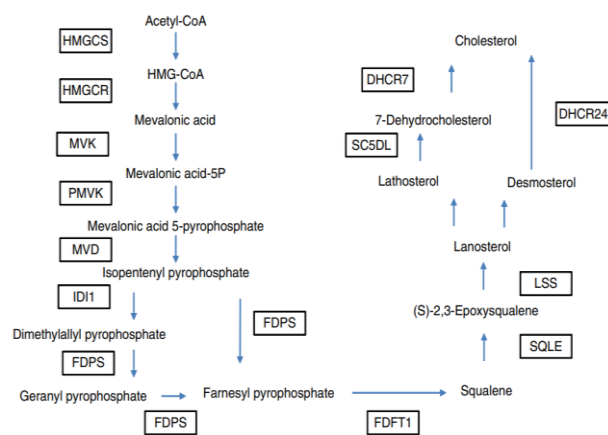 Acetyl-CoA
HMGCS
HMG-CoA
HMGCR
Mevalonic acid
MVK
Mevalonic acid-5P
PMVK
Mevalonic acid 5-pyrophosphate
MVD
Isopentenyl pyrophosphate
IDI1
FDPS
Dimethylallyl pyrophosphate
FDPS
Geranyl pyrophosphate
FDPS
Farnesyl pyrophosphate
FDFT1
Squalene
SQLE
(S)-2,3-Epoxysqualene
LSS
Lanosterol
Lathosterol
Desmosterol
SC5DL
7-Dehydrocholesterol
DHCR7
DHCR24
Cholesterol